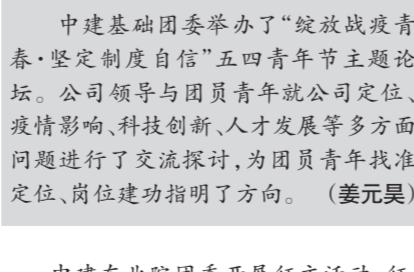 中建基础团委举办了“绽放战疫青
春·坚定制度自信”五四青年节主题论
坛。公司领导与团员青年就公司定位、
疫情影响、科技创新、人才发展等多方面
问题进行了交流探讨,为团员青年找准
定位、岗位建功指明了方向。 (姜元昊)